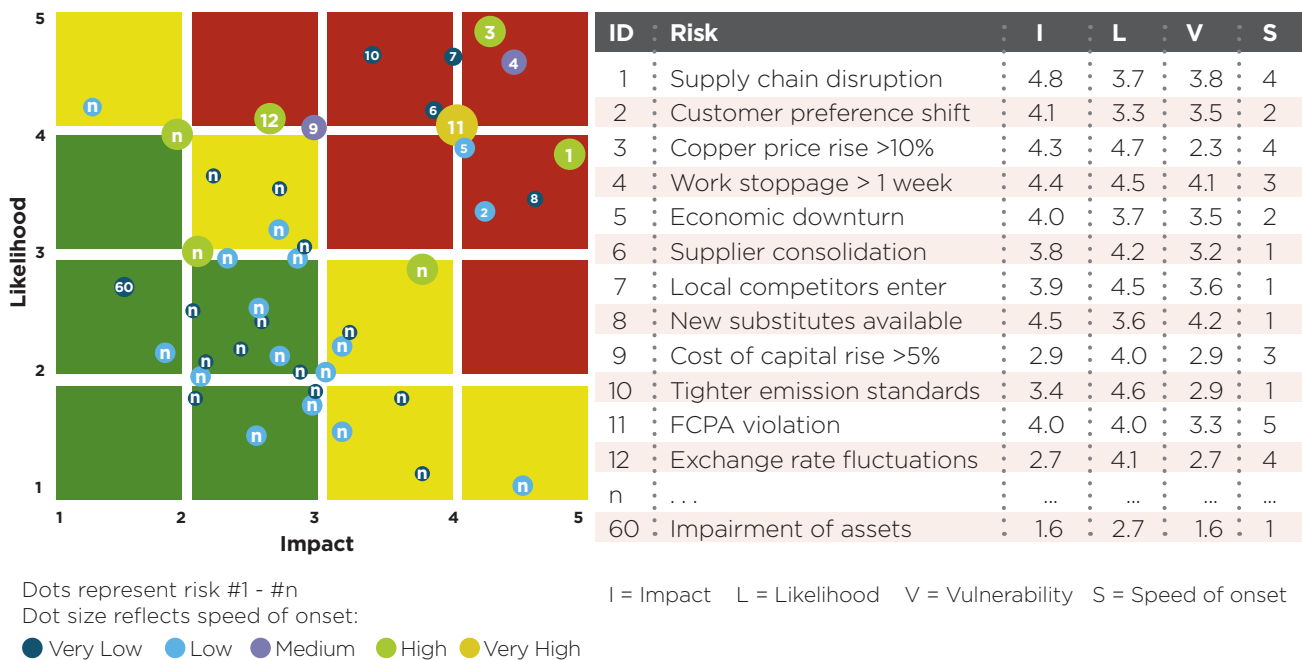 5
4
3
2
1
Likelihood
1 2 3 4 5
Impact
3
10 7 4
n
6
12 11
n 9
5
1
n n
8
2
n
n n
n n
n
60
n n
n
n
n n
n n n
n n
n n
n n
n n
n n
n
n
Dots represent risk #1 - #n
Dot size reflects speed of onset:
Very Low Low Medium High Very High
ID Risk I L V S
1 Supply chain disruption 4.8 3.7 3.8 4
2 Customer preference shift 4.1 3.3 3.5 2
3 Copper price rise >10% 4.3 4.7 2.3 4
4 Work stoppage > 1 week 4.4 4.5 4.1 3
5 Economic downturn 4.0 3.7 3.5 2
6 Supplier consolidation 3.8 4.2 3.2 1
7 Local competitors enter 3.9 4.5 3.6 1
8 New substitutes available 4.5 3.6 4.2 1
9 Cost of capital rise >5% 2.9 4.0 2.9 3
10 Tighter emission standards 3.4 4.6 2.9 1
11 FCPA violation 4.0 4.0 3.3 5
12 Exchange rate fluctuations 2.7 4.1 2.7 4
n . . . ... ... ... ...
60 Impairment of assets 1.6 2.7 1.6 1
I = Impact L = Likelihood V = Vulnerability S = Speed of onset